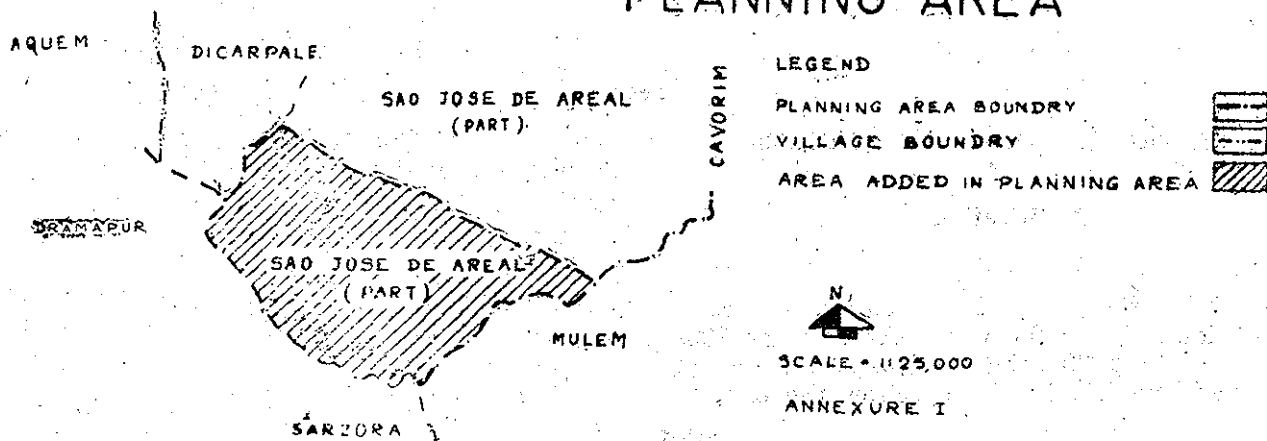 PLANNING AREA
AQUEM
DICARPALE
SAO JOSE DE AREAL
(PART)
CAVORIM
LEGEND
PLANNING AREA BOUNDRY
VILLAGE BOUNDRY
AREA ADDED IN PLANNING AREA
DRAMAPUR
SAO JOSE DE AREAL
(PART)
MULEM
SARZORA
N
SCALE = 1:25,000
ANNEXURE I